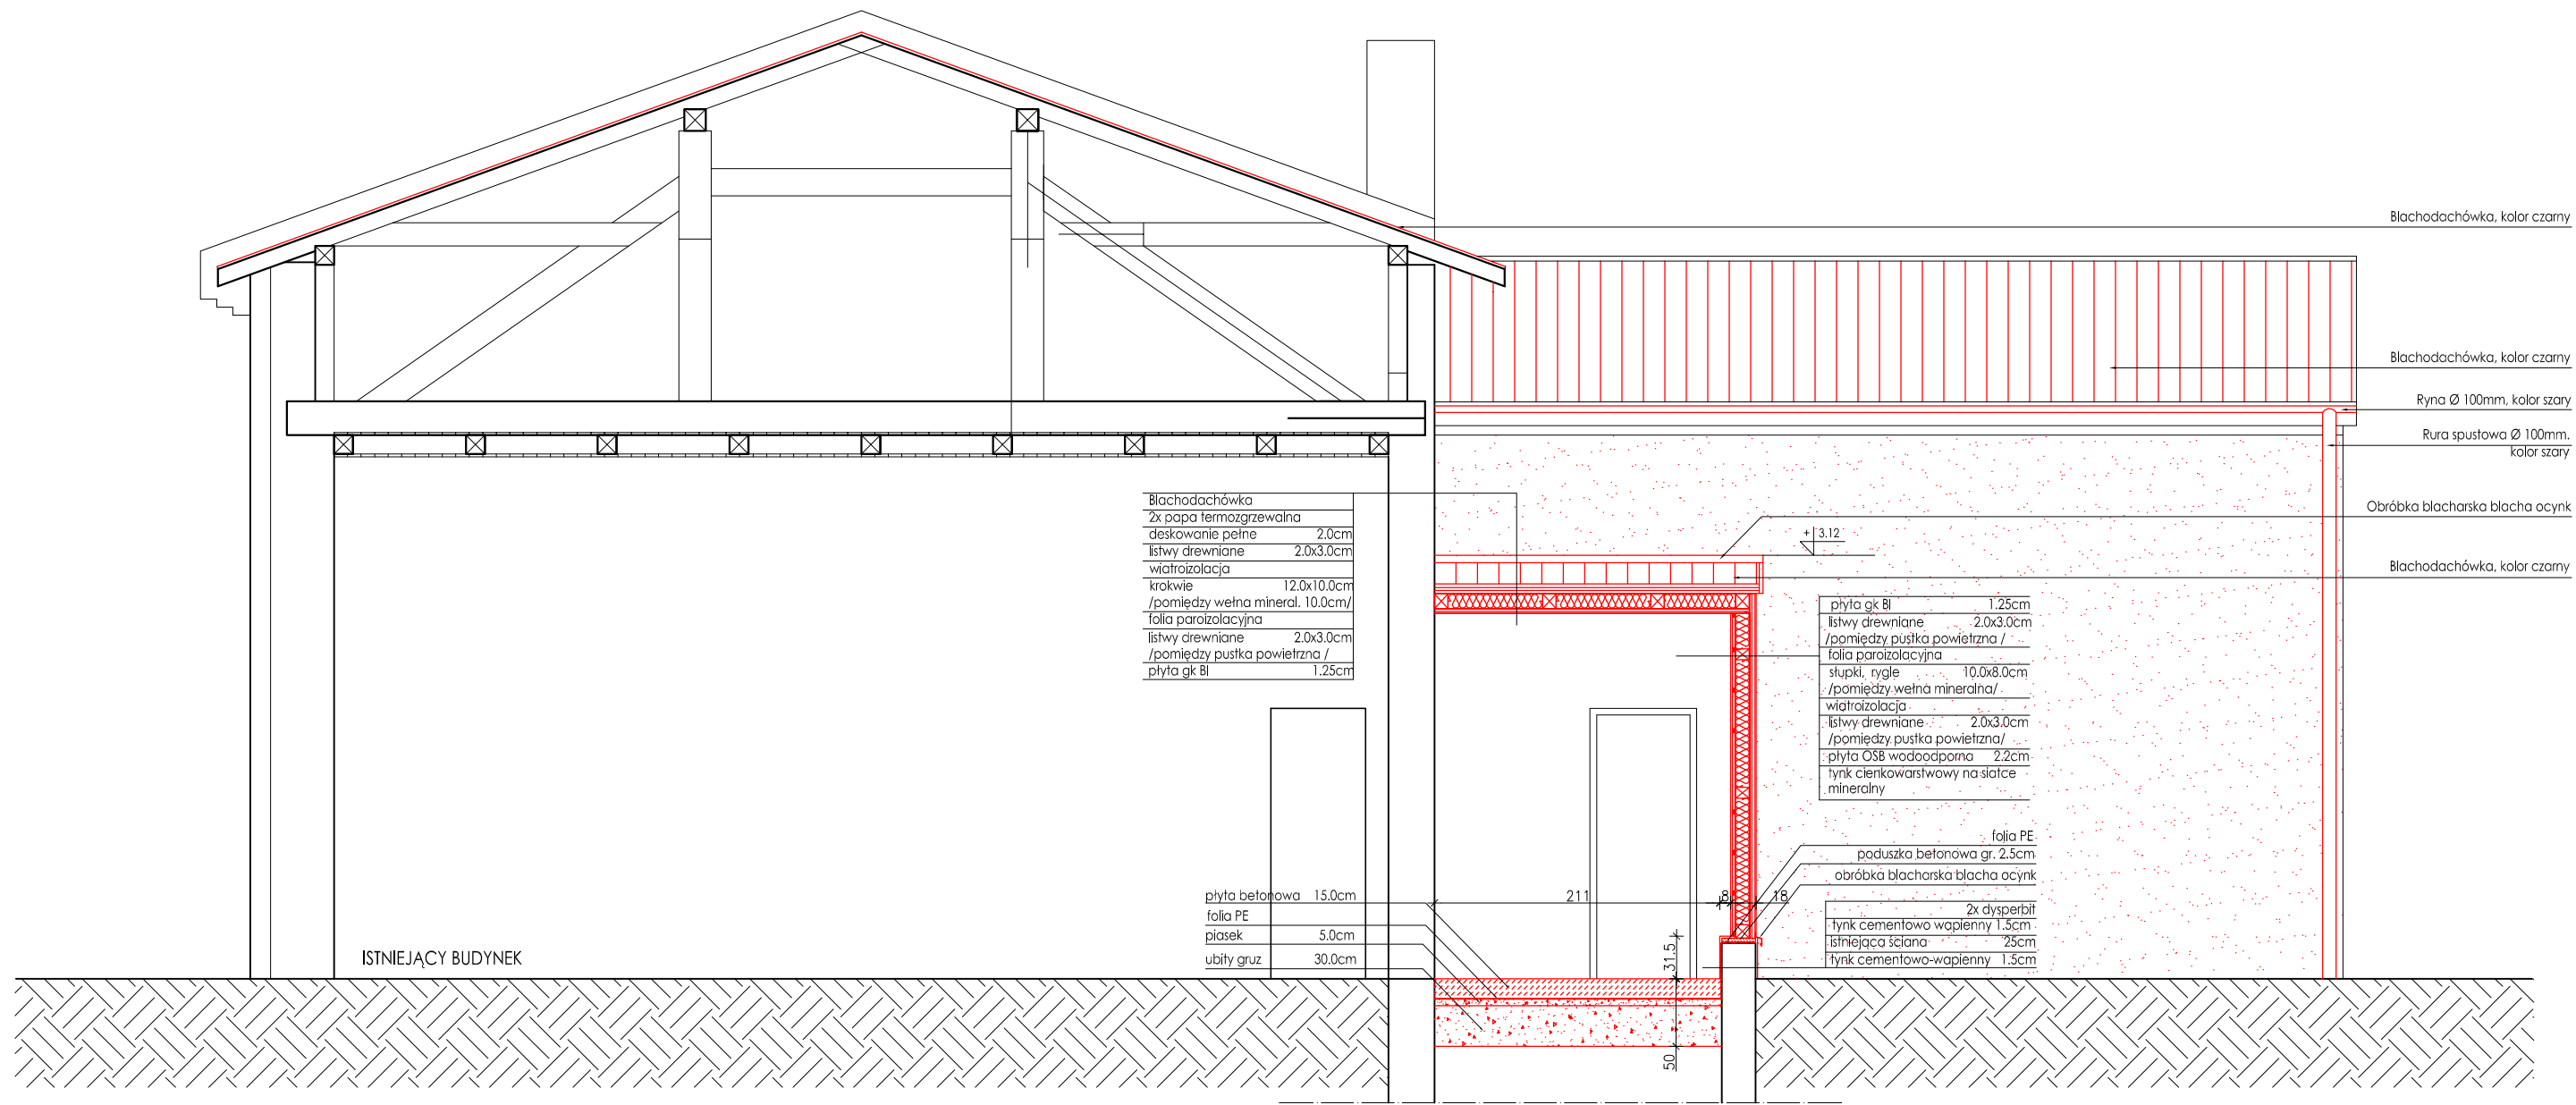 Blachodachówka, kolor czarny
Blachodachówka, kolor czarny
Ryna Ø 100mm, kolor szary
Rura spustowa Ø 100mm.
kolor szary
Obróbka blacharska blacha ocynk
+ 3.12
Blachodachówka, kolor czarny
Blachodachówka
2x papa termozgrzewalna
deskowanie pełne 2.0cm
listwy drewniane 2.0x3.0cm
wiatroizolacja
krokwie 12.0x10.0cm
/pomiędzy wełna mineral. 10.0cm/
folia paroizolacyjna
listwy drewniane 2.0x3.0cm
/pomiędzy pustka powietrzna /
płyta gk BI 1.25cm
płyta gk BI 1.25cm
listwy drewniane 2.0x3.0cm
/pomiędzy pustka powietrzna /
folia paroizolacyjna
słupki, rygle 10.0x8.0cm
/pomiędzy wełna mineralna/
wiatroizolacja
listwy drewniane 2.0x3.0cm
/pomiędzy pustka powietrzna/
płyta OSB wodoodporna 2.2cm
tynk cienkowarstwowy na siatce
mineralny
folia PE
poduszka betonowa gr. 2.5cm
obróbka blacharska blacha ocynk
2x dysperbit
tynk cementowo wapienny 1.5cm
istniejąca ściana 25cm
tynk cementowo-wapienny 1.5cm
płyta betonowa 15.0cm
folia PE
piasek 5.0cm
ubity gruz 30.0cm
211
8
18
31.5
50
ISTNIEJĄCY BUDYNEK